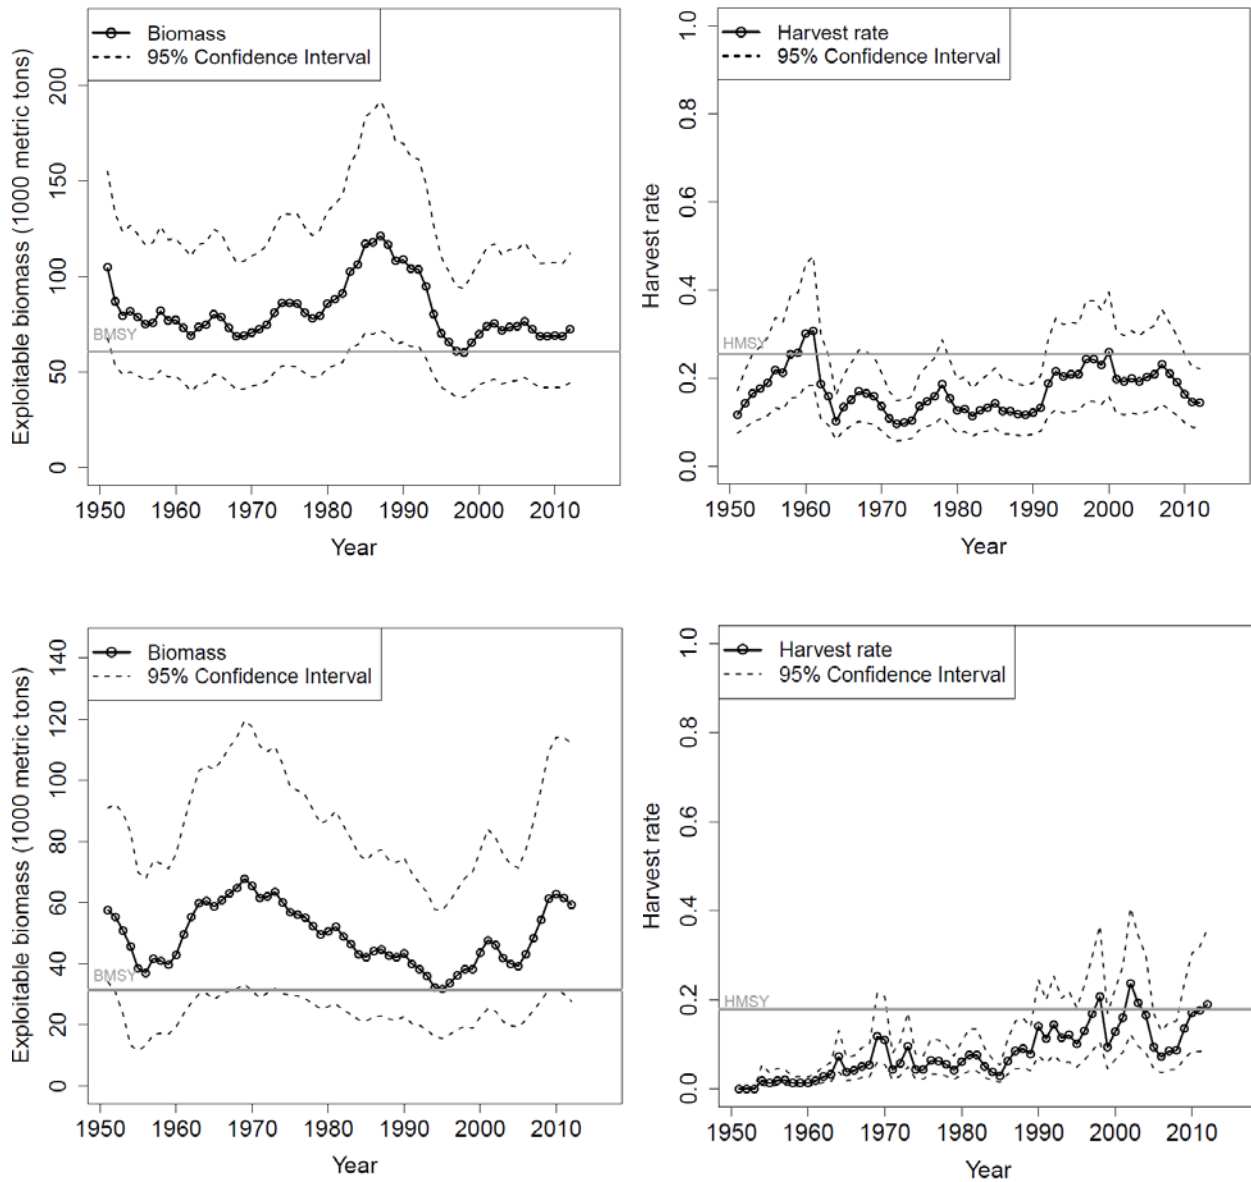 Biomass
95% Confidence Interval
Exploitable biomass (1000 metric tons)
200
150
100
50
0
BMSY
1950 1960 1970 1980 1990 2000 2010
Year
Harvest rate
95% Confidence Interval
Harvest rate
1.0
0.8
0.6
0.4
0.2
0.0
HMSY
1950 1960 1970 1980 1990 2000 2010
Year
Biomass
95% Confidence Interval
Exploitable biomass (1000 metric tons)
140
120
100
80
60
40
20
0
BMSY
1950 1960 1970 1980 1990 2000 2010
Year
Harvest rate
95% Confidence Interval
Harvest rate
1.0
0.8
0.6
0.4
0.2
0.0
HMSY
1950 1960 1970 1980 1990 2000 2010
Year